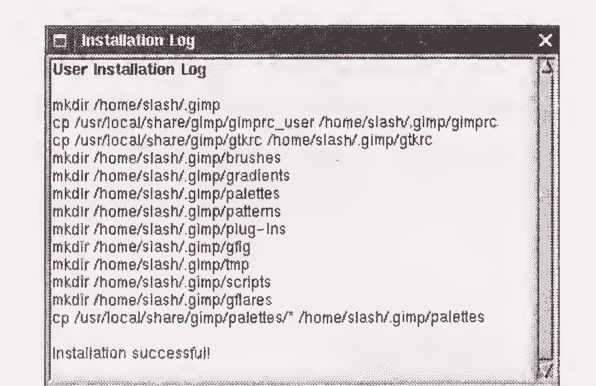 Installation Log
User Installation Log
mkdir /home/slash/.gimp
cp /usr/local/share/gimp/gimprc_user /home/slash/.gimp/gimprc
cp /usr/local/share/gimp/gtkrc /home/slash/.gimp/gtkrc
mkdir /home/slash/.gimp/brushes
mkdir /home/slash/.gimp/gradients
mkdir /home/slash/.gimp/palettes
mkdir /home/slash/.gimp/patterns
mkdir /home/slash/.gimp/plug-ins
mkdir /home/slash/.gimp/gfig
mkdir /home/slash/.gimp/tmp
mkdir /home/slash/.gimp/scripts
mkdir /home/slash/.gimp/gflares
cp /usr/local/share/gimp/palettes/* /home/slash/.gimp/palettes
Installation successful!